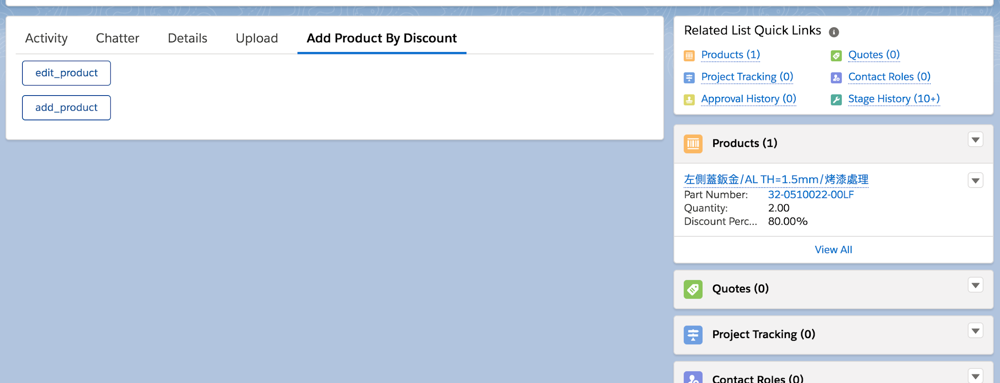 Activity
Chatter
Details
Upload
Add Product By Discount
edit_product
add_product
Related List Quick Links
Products (1)
Quotes (0)
Project Tracking (0)
Contact Roles (0)
Approval History (0)
Stage History (10+)
Products (1)
左側蓋鈑金/AL TH=1.5mm/烤漆處理
Part Number: 32-0510022-00LF
Quantity: 2.00
Discount Perc... 80.00%
View All
Quotes (0)
Project Tracking (0)
Contact Roles (0)